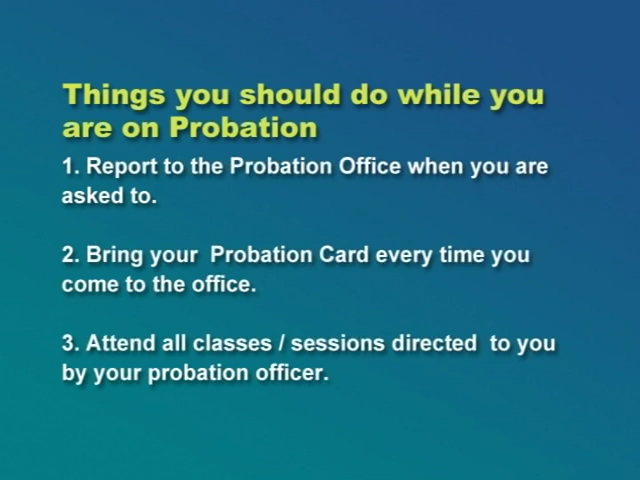 Things you should do while you
are on Probation
1. Report to the Probation Office when you are
asked to.
2. Bring your  Probation Card every time you
come to the office.
3. Attend all classes / sessions directed  to you
by your probation officer.